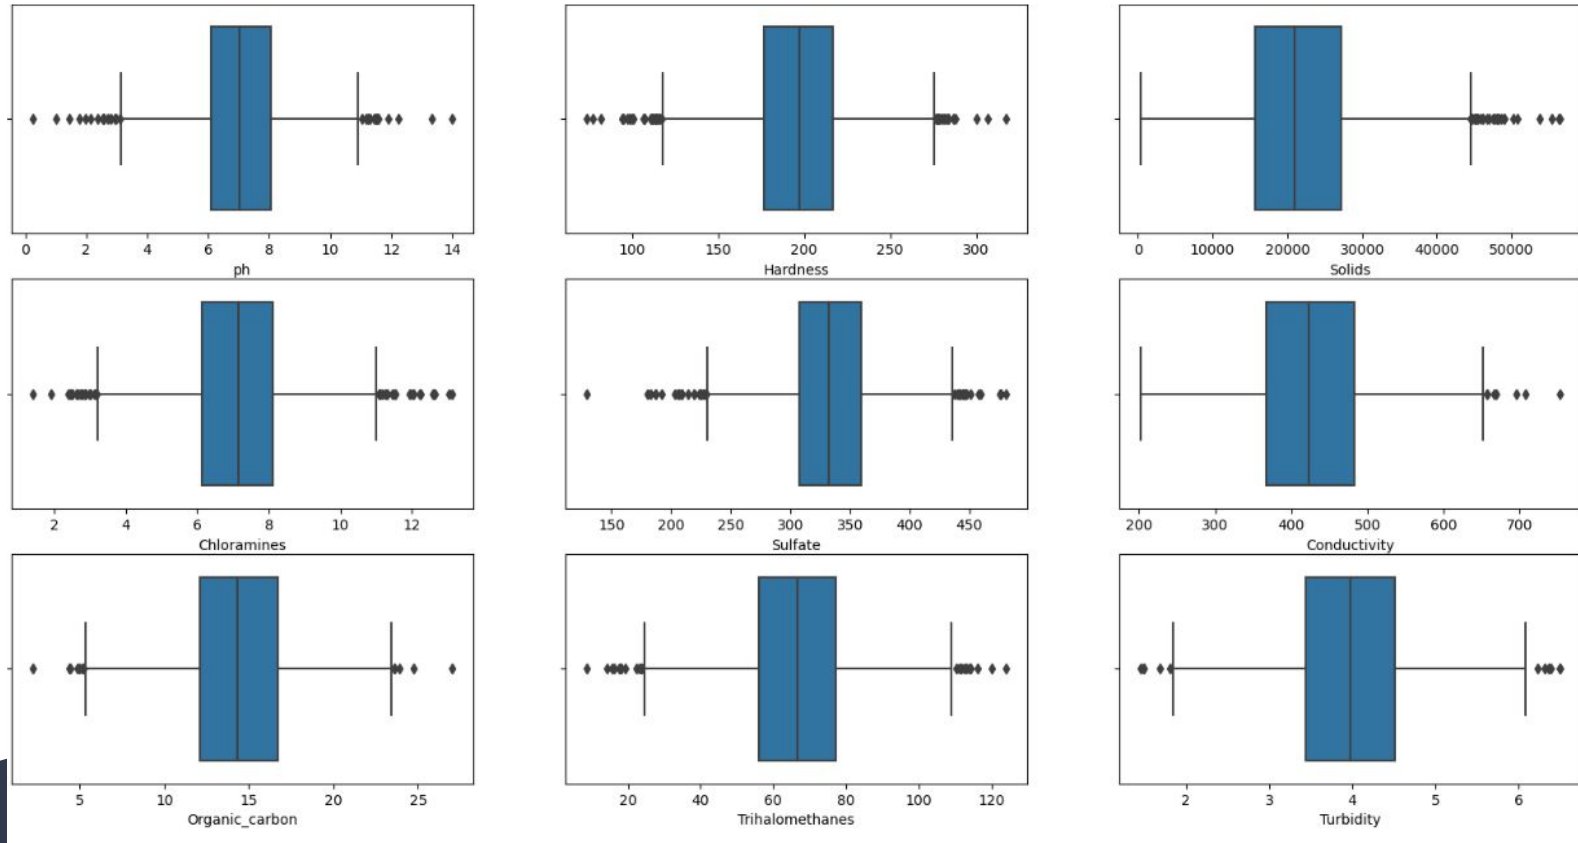 0 2 4 6 8 10 12 14
ph
100 150 200 250 300
Hardness
0 10000 20000 30000 40000 50000
Solids
2 4 6 8 10 12
Chloramines
150 200 250 300 350 400 450
Sulfate
200 300 400 500 600 700
Conductivity
5 10 15 20 25
Organic_carbon
20 40 60 80 100 120
Trihalomethanes
2 3 4 5 6
Turbidity